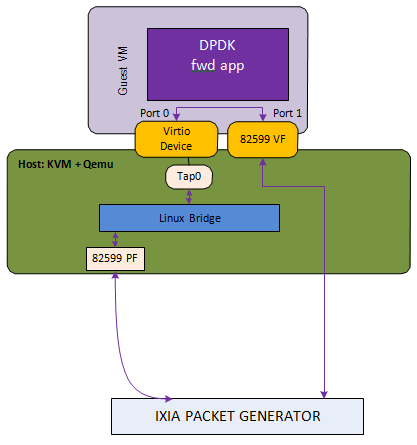 DPDK
fwd app
Guest VM
Port 0
Port 1
Virtio
Device
82599 VF
Host: KVM + Qemu
Tap0
Linux Bridge
82599 PF
IXIA PACKET GENERATOR